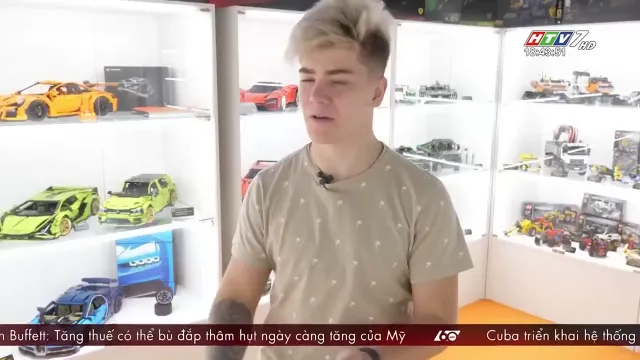 HTV7 HD
18:43:51
n Buffett: Tăng thuế có thể bù đắp thâm hụt ngày càng tăng của Mỹ
Cuba triển khai hệ thống